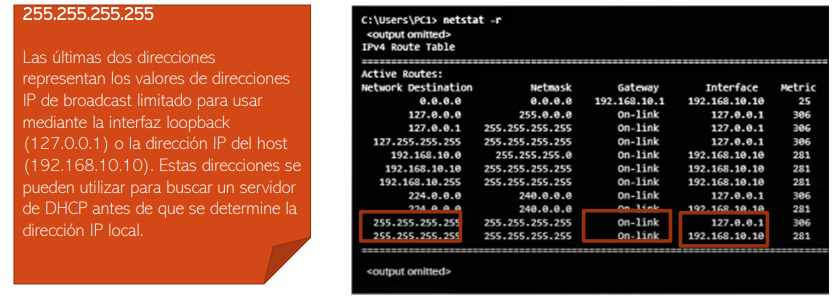 255.255.255.255
Las últimas dos direcciones
representan los valores de direcciones
IP de broadcast limitado para usar
mediante la interfaz loopback
(127.0.0.1) o la dirección IP del host
(192.168.10.10). Estas direcciones se
pueden utilizar para buscar un servidor
de DHCP antes de que se determine la
dirección IP local.
C:\Users\PC1> netstat -r
<output omitted>
IPv4 Route Table
Active Routes:
Network Destination Netmask Gateway Interface Metric
0.0.0.0 0.0.0.0 192.168.10.1 192.168.10.10 25
127.0.0.0 255.0.0.0 On-link 127.0.0.1 306
127.0.0.1 255.255.255.255 On-link 127.0.0.1 306
127.255.255.255 255.255.255.255 On-link 127.0.0.1 306
192.168.10.0 255.255.255.0 On-link 192.168.10.10 281
192.168.10.10 255.255.255.255 On-link 192.168.10.10 281
192.168.10.255 255.255.255.255 On-link 192.168.10.10 281
224.0.0.0 240.0.0.0 On-link 127.0.0.1 306
224.0.0.0 240.0.0.0 On-link 192.168.10.10 281
255.255.255.255 255.255.255.255 On-link 127.0.0.1 306
255.255.255.255 255.255.255.255 On-link 192.168.10.10 281
<output omitted>